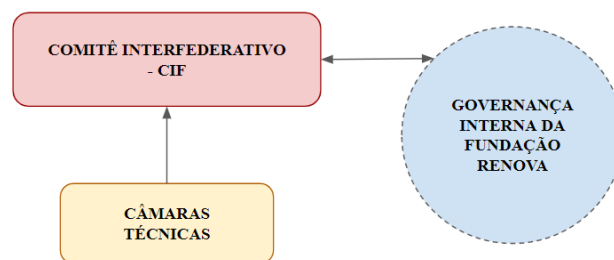 COMITÊ INTERFEDERATIVO
- CIF
GOVERNANÇA
INTERNA DA
FUNDAÇÃO
RENOVA
CÂMARAS
TÉCNICAS